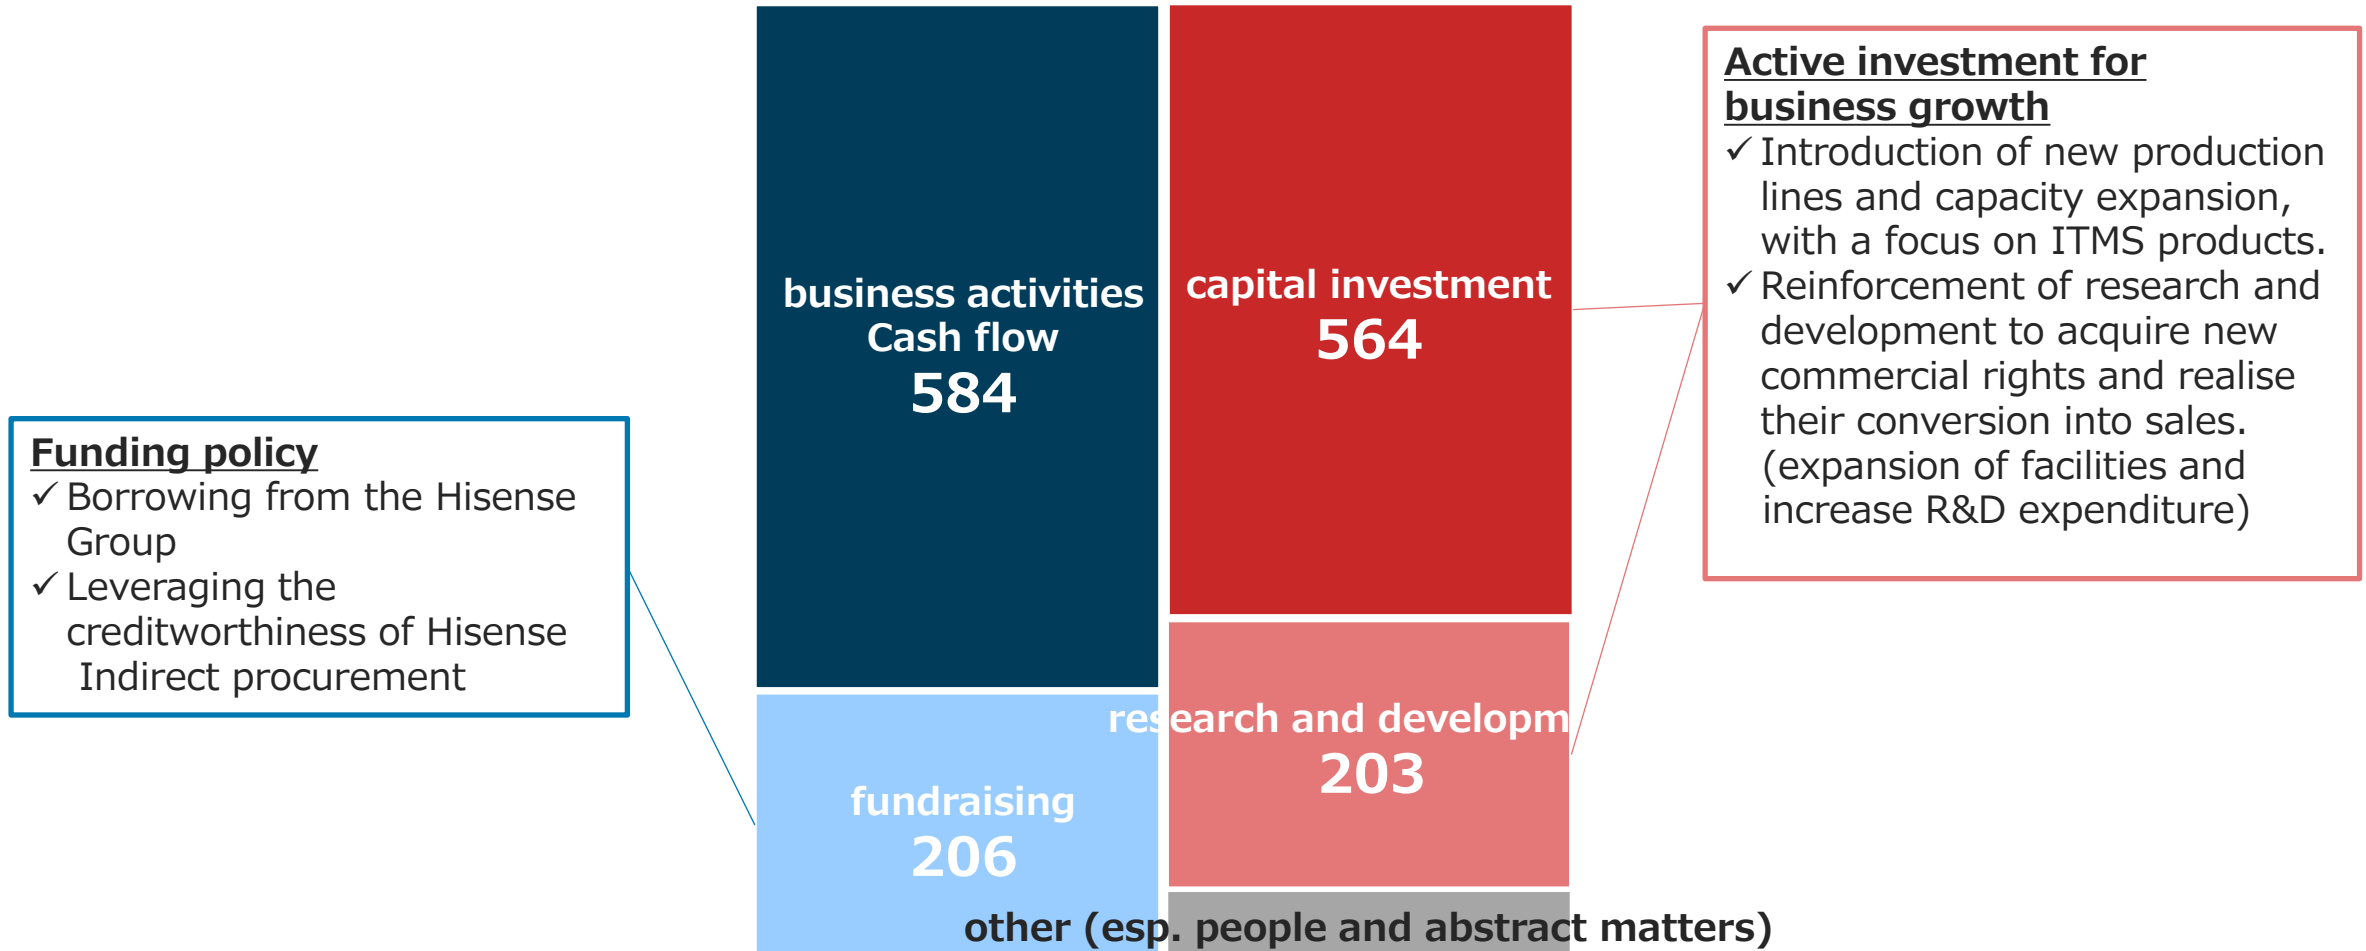 Funding policy
✓ Borrowing from the Hisense
Group
✓ Leveraging the
creditworthiness of Hisense
Indirect procurement
business activities
Cash flow
584
fundraising
206
capital investment
564
research and developm
203
other (esp. people and abstract matters)
Active investment for
business growth
✓ Introduction of new production
lines and capacity expansion,
with a focus on ITMS products.
✓ Reinforcement of research and
development to acquire new
commercial rights and realise
their conversion into sales.
(expansion of facilities and
increase R&D expenditure)